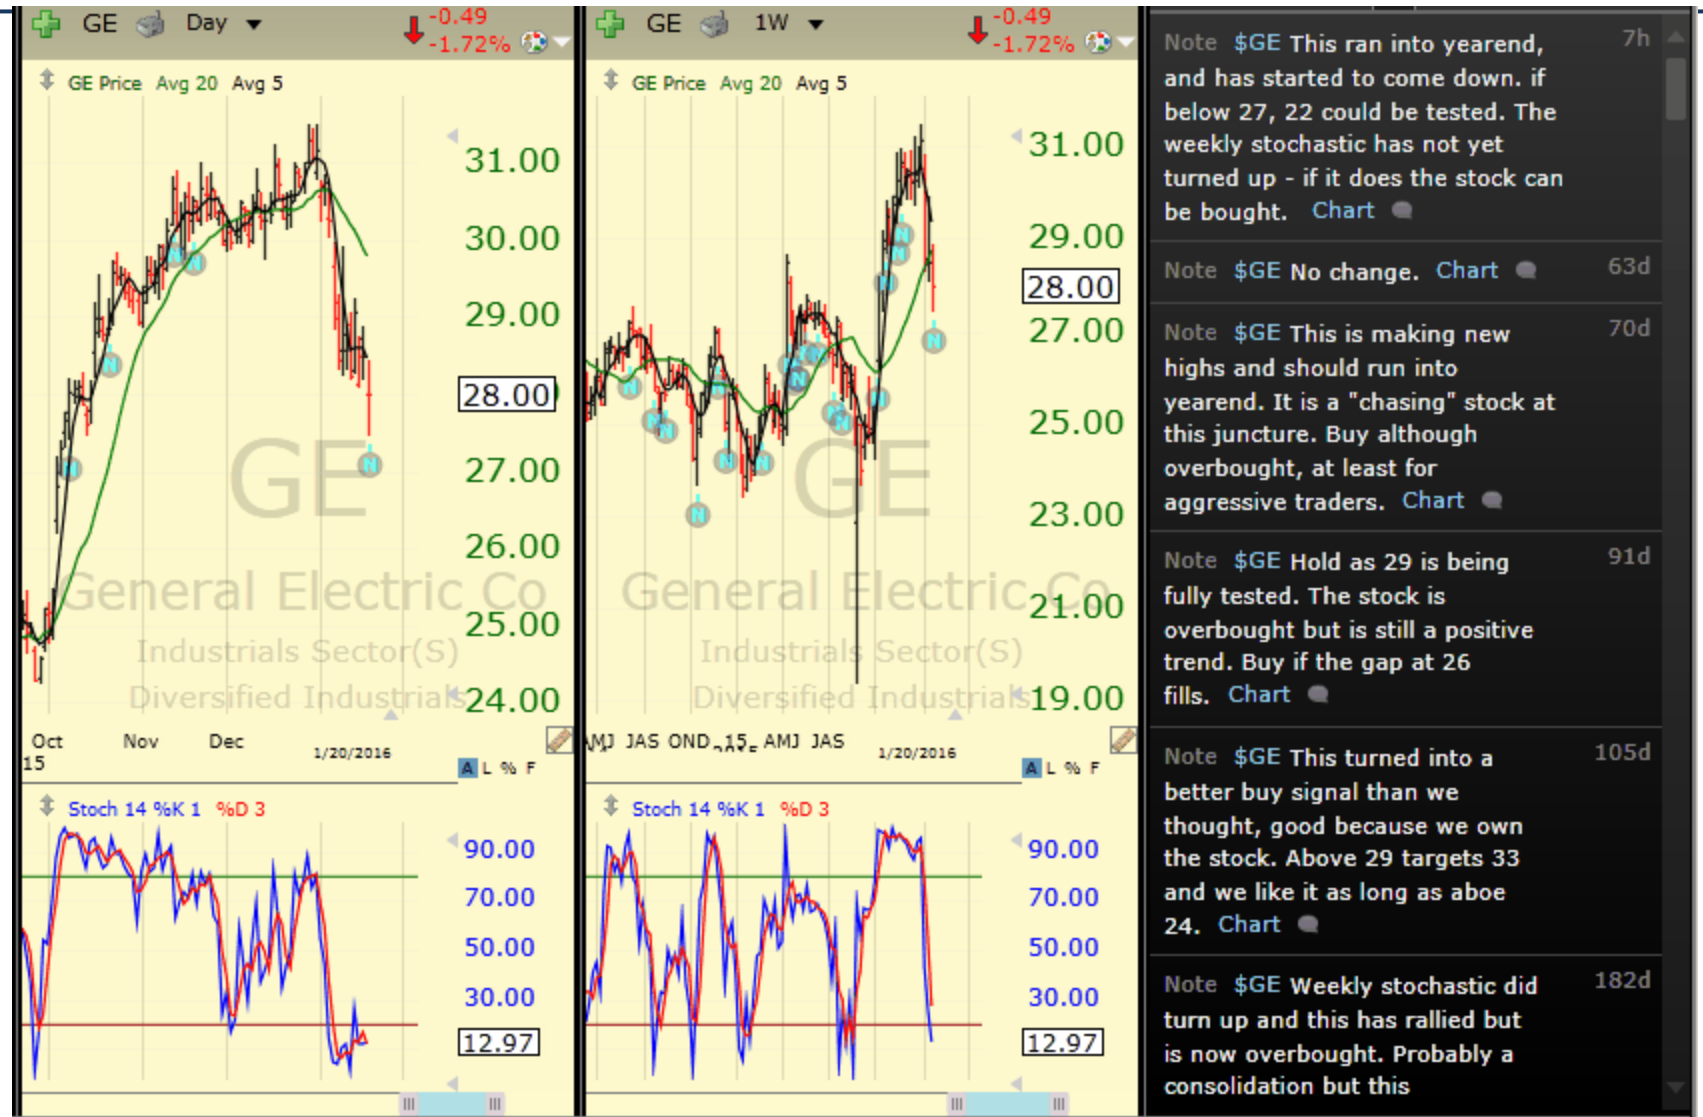 GE Day -0.49
-1.72%
GE Price Avg 20 Avg 5
31.00
30.00
29.00
28.00
27.00
26.00
25.00
24.00
GE
General Electric Co
Industrials Sector(S)
Diversified Industrials
Oct Nov Dec 1/20/2016
15
A L % F
Stoch 14 %K 1 %D 3
90.00
70.00
50.00
30.00
12.97
GE 1W -0.49
-1.72%
GE Price Avg 20 Avg 5
31.00
29.00
28.00
27.00
25.00
23.00
21.00
19.00
GE
General Electric Co
Industrials Sector(S)
Diversified Industrials
AMJ JAS OND 15 AMJ JAS 1/20/2016
A L % F
Stoch 14 %K 1 %D 3
90.00
70.00
50.00
30.00
12.97
Note $GE This ran into yearend, 7h
and has started to come down. if
below 27, 22 could be tested. The
weekly stochastic has not yet
turned up - if it does the stock can
be bought. Chart
Note $GE No change. Chart 63d
Note $GE This is making new 70d
highs and should run into
yearend. It is a "chasing" stock at
this juncture. Buy although
overbought, at least for
aggressive traders. Chart
Note $GE Hold as 29 is being 91d
fully tested. The stock is
overbought but is still a positive
trend. Buy if the gap at 26
fills. Chart
Note $GE This turned into a 105d
better buy signal than we
thought, good because we own
the stock. Above 29 targets 33
and we like it as long as aboe
24. Chart
Note $GE Weekly stochastic did 182d
turn up and this has rallied but
is now overbought. Probably a
consolidation but this